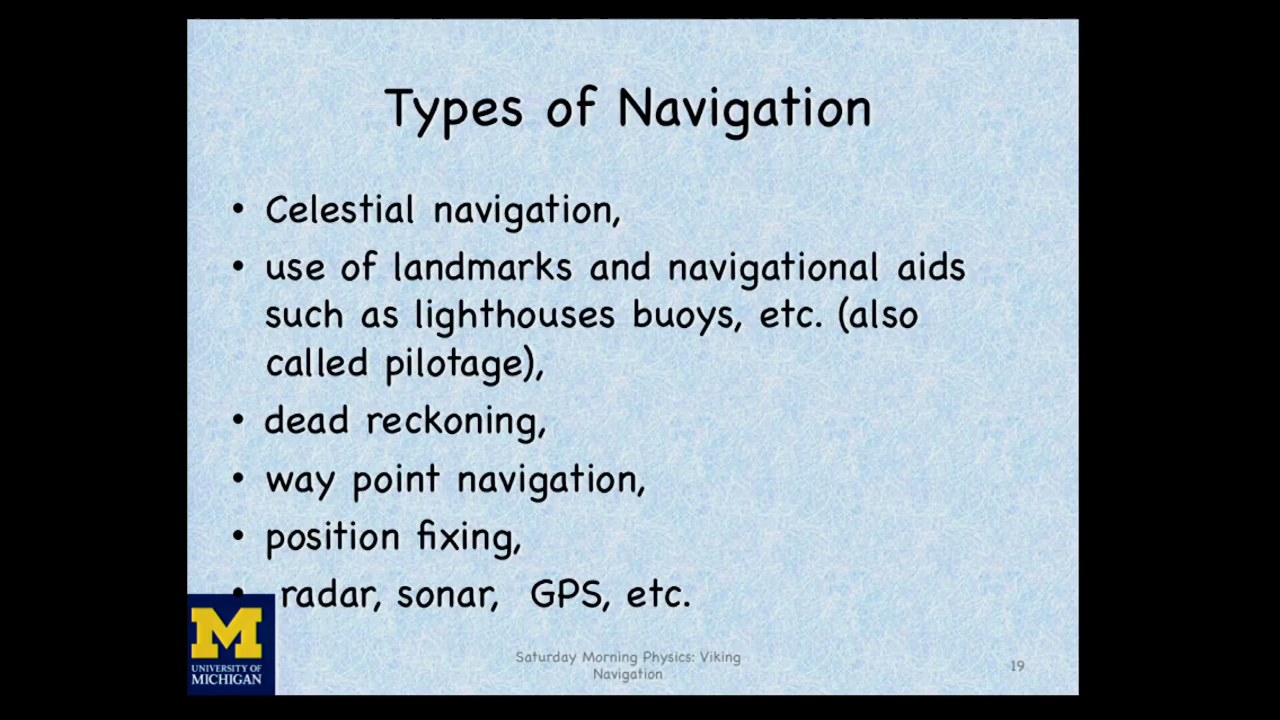 Types of Navigation
• Celestial navigation,
• use of landmarks and navigational aids
such as lighthouses buoys, etc. (also
called pilotage),
• dead reckoning,
• way point navigation,
• position fixing,
• radar, sonar, GPS, etc.
M
UNIVERSITY OF
MICHIGAN
Saturday Morning Physics: Viking
Navigation
19